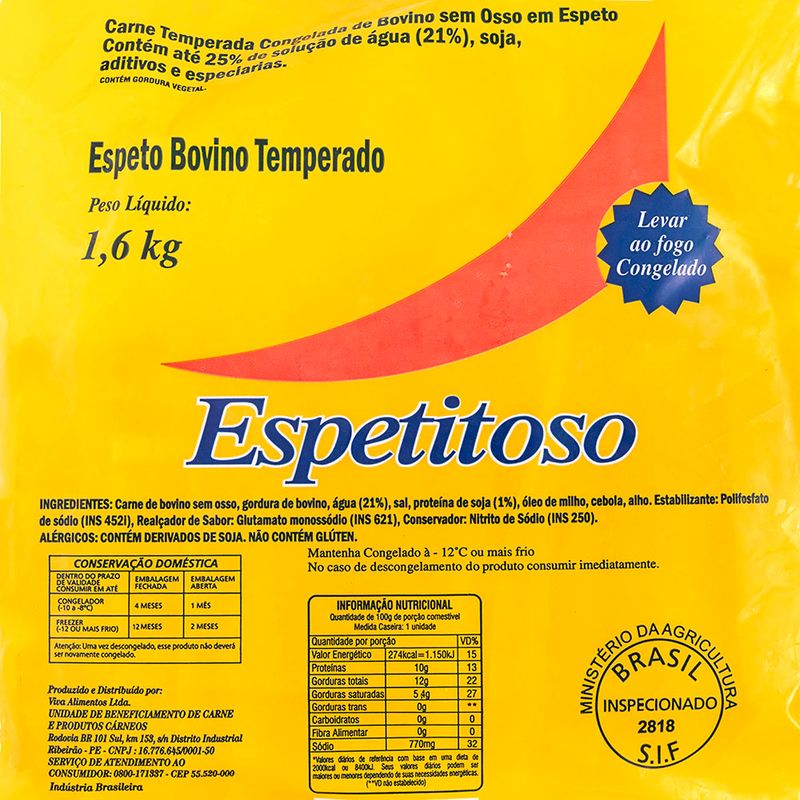 Carne Temperada Congelada de Bovino sem Osso em Espeto
Contém até 25% de solução de água (21%), soja,
aditivos e especiarias.
CONTÉM GORDURA VEGETAL.
Espeto Bovino Temperado
Peso Líquido:
1,6 kg
Levar
ao fogo
Congelado
Espetitoso
INGREDIENTES: Carne de bovino sem osso, gordura de bovino, água (21%), sal, proteína de soja (1%), óleo de milho, cebola, alho. Estabilizante: Polifosfato
de sódio (INS 452I), Realçador de Sabor: Glutamato monossódio (INS 621), Conservador: Nitrito de Sódio (INS 250).
ALÉRGICOS: CONTÉM DERIVADOS DE SOJA. NÃO CONTÉM GLÚTEN.
Mantenha Congelado à - 12°C ou mais frio
No caso de descongelamento do produto consumir imediatamente.
CONSERVAÇÃO DOMÉSTICA
DENTRO DO PRAZO DE VALIDADE CONSUMIR EM ATÉ EMBALAGEM FECHADA EMBALAGEM ABERTA
CONGELADOR (-10 a -8°C) 4 MESES 1 MÊS
FREEZER (-12 OU MAIS FRIO) 12 MESES 2 MESES
Atenção: Uma vez descongelado, esse produto não deverá
ser novamente congelado.
INFORMAÇÃO NUTRICIONAL
Quantidade de 100g de porção comestível
Medida Caseira: 1 unidade
Quantidade por porção VD%
Valor Energético 274kcal=1.150kJ 15
Proteínas 10g 13
Gorduras totais 12g 22
Gorduras saturadas 5,4g 27
Gorduras trans 0g **
Carboidratos 0g 0
Fibra Alimentar 0g 0
Sódio 770mg 32
*Valores diários de referência com base em uma dieta de
2000kcal ou 8400kJ. Seus valores diários podem ser
maiores ou menores dependendo de suas necessidades energéticas.
(**VD não estabelecido)
Produzido e Distribuído por:
Viva Alimentos Ltda.
UNIDADE DE BENEFICIAMENTO DE CARNE
E PRODUTOS CÁRNEOS
Rodovia BR 101 Sul, km 153, s/n Distrito Industrial
Ribeirão - PE - CNPJ : 16.776.645/0001-50
SERVIÇO DE ATENDIMENTO AO
CONSUMIDOR: 0800-171337 - CEP 55.520-000
Indústria Brasileira
MINISTÉRIO DA AGRICULTURA
BRASIL
INSPECIONADO
2818
S.I.F